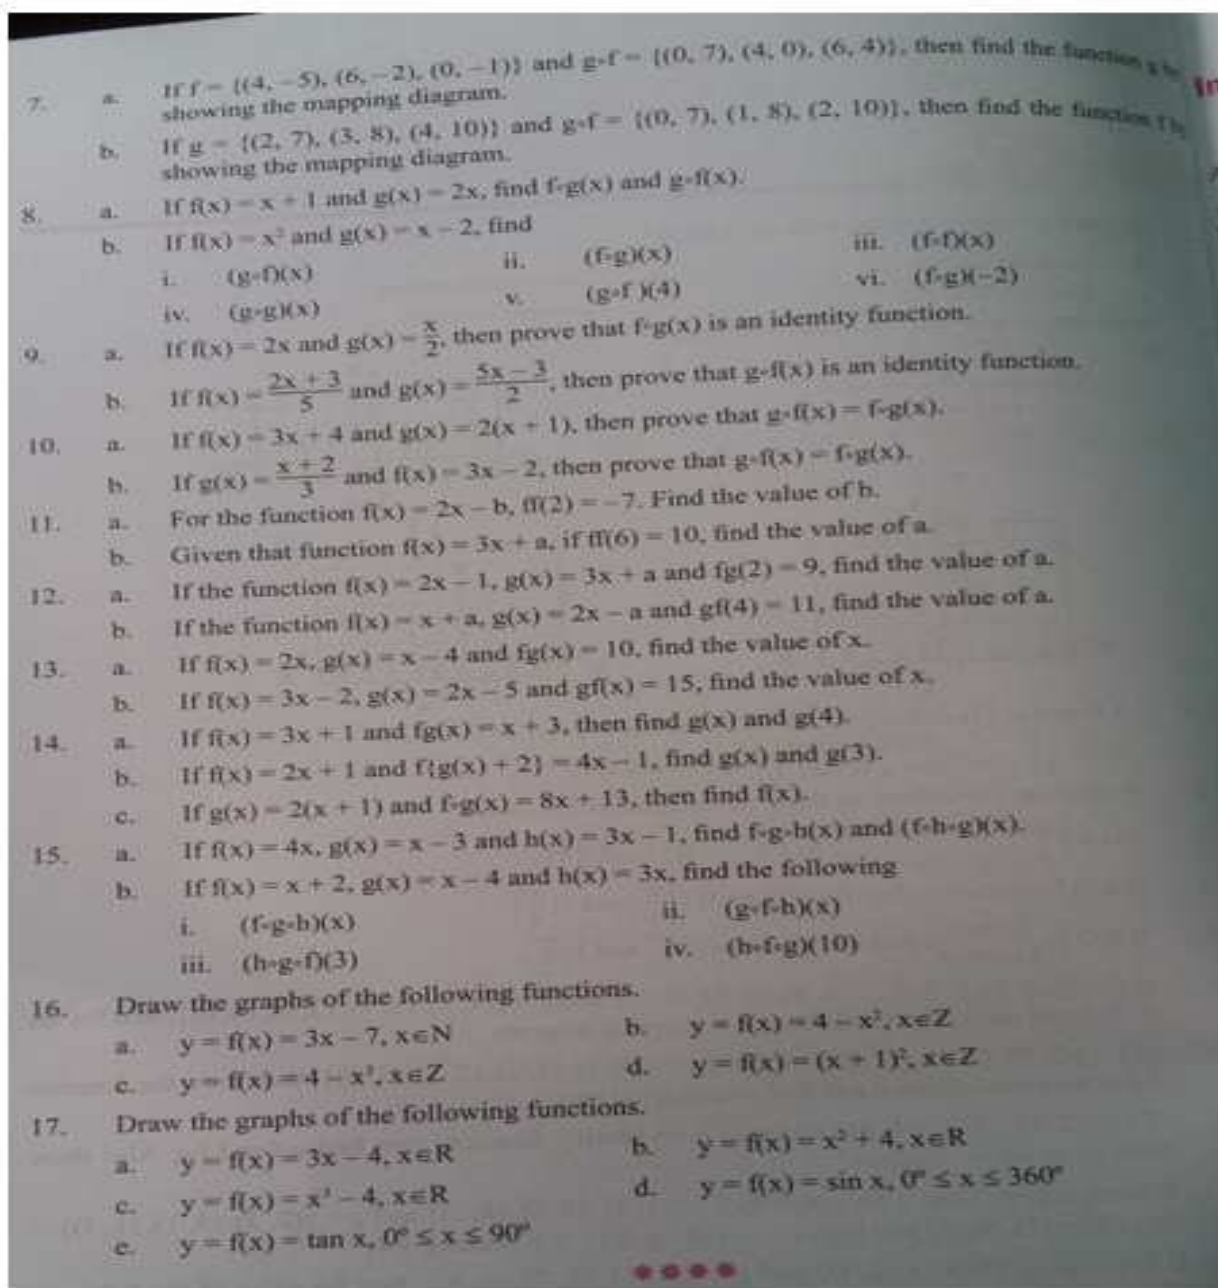 7. a. If f = {(4, −5), (6, −2), (0, −1)} and g∘f = {(0, 7), (4, 0), (6, 4)}, then find the function g by
showing the mapping diagram.
b. If g = {(2, 7), (3, 8), (4, 10)} and g∘f = {(0, 7), (1, 8), (2, 10)}, then find the function f by
showing the mapping diagram.
8. a. If f(x) = x + 1 and g(x) = 2x, find f∘g(x) and g∘f(x).
b. If f(x) = x² and g(x) = x − 2, find
i. (g∘f)(x) ii. (f∘g)(x) iii. (f∘f)(x)
iv. (g∘g)(x) v. (g∘f)(4) vi. (f∘g)(−2)
9. a. If f(x) = 2x and g(x) = x/2, then prove that f∘g(x) is an identity function.
b. If f(x) = (2x + 3)/5 and g(x) = (5x − 3)/2, then prove that g∘f(x) is an identity function.
10. a. If f(x) = 3x + 4 and g(x) = 2(x + 1), then prove that g∘f(x) = f∘g(x).
b. If g(x) = (x + 2)/3 and f(x) = 3x − 2, then prove that g∘f(x) = f∘g(x).
11. a. For the function f(x) = 2x − b, ff(2) = −7. Find the value of b.
b. Given that function f(x) = 3x + a, if ff(6) = 10, find the value of a.
12. a. If the function f(x) = 2x − 1, g(x) = 3x + a and fg(2) = 9, find the value of a.
b. If the function f(x) = x + a, g(x) = 2x − a and gf(4) = 11, find the value of a.
13. a. If f(x) = 2x, g(x) = x − 4 and fg(x) = 10, find the value of x.
b. If f(x) = 3x − 2, g(x) = 2x − 5 and gf(x) = 15, find the value of x.
14. a. If f(x) = 3x + 1 and fg(x) = x + 3, then find g(x) and g(4).
b. If f(x) = 2x + 1 and f{g(x) + 2} = 4x − 1, find g(x) and g(3).
c. If g(x) = 2(x + 1) and f∘g(x) = 8x + 13, then find f(x).
15. a. If f(x) = 4x, g(x) = x − 3 and h(x) = 3x − 1, find f∘g∘h(x) and (f∘h∘g)(x).
b. If f(x) = x + 2, g(x) = x − 4 and h(x) = 3x, find the following
i. (f∘g∘h)(x) ii. (g∘f∘h)(x)
iii. (h∘g∘f)(3) iv. (h∘f∘g)(10)
16. Draw the graphs of the following functions.
a. y = f(x) = 3x − 7, x∈N b. y = f(x) = 4 − x², x∈Z
c. y = f(x) = 4 − x³, x∈Z d. y = f(x) = (x + 1)², x∈Z
17. Draw the graphs of the following functions.
a. y = f(x) = 3x − 4, x∈R b. y = f(x) = x² + 4, x∈R
c. y = f(x) = x³ − 4, x∈R d. y = f(x) = sin x, 0° ≤ x ≤ 360°
e. y = f(x) = tan x, 0° ≤ x ≤ 90°